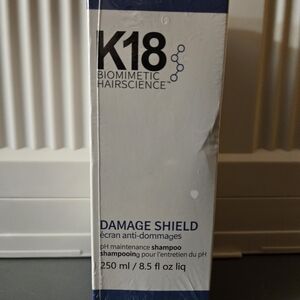 K18
BIOMIMETIC
HAIRSCIENCE™
DAMAGE SHIELD
écran anti-dommages
pH maintenance shampoo
shampooing pour l'entretien du pH
250 ml / 8.5 fl oz liq